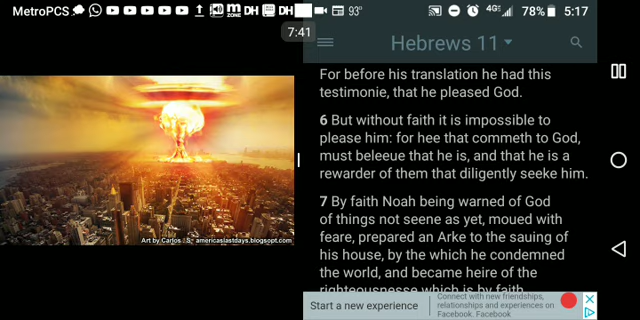 MetroPCS
93°
4G
78%
5:17
7:41
Hebrews 11
For before his translation he had this
testimonie, that he pleased God.
6 But without faith it is impossible to
please him: for hee that commeth to God,
must beleeue that he is, and that he is a
rewarder of them that diligently seeke him.
7 By faith Noah being warned of God
of things not seene as yet, moued with
feare, prepared an Arke to the sauing of
his house, by the which he condemned
the world, and became heire of the
righteousnesse which is by faith.
Art by Carlos .S. americaslastdays.blogsopt.com
Start a new experience
Connect with new friendships,
relationships and experiences on
Facebook. Facebook